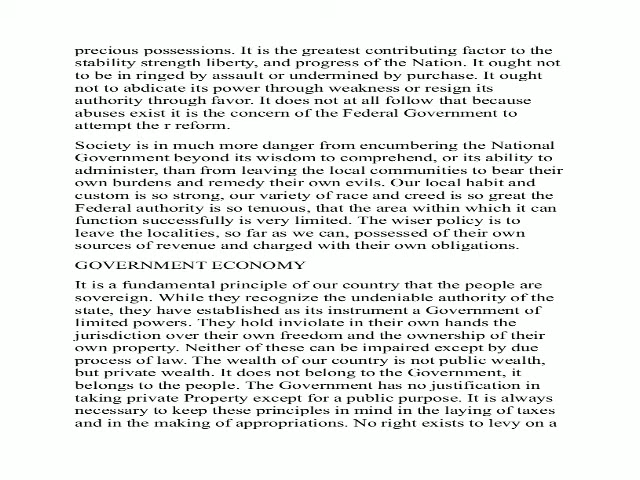 precious possessions. It is the greatest contributing factor to the
stability strength liberty, and progress of the Nation. It ought not
to be in ringed by assault or undermined by purchase. It ought
not to abdicate its power through weakness or resign its
authority through favor. It does not at all follow that because
abuses exist it is the concern of the Federal Government to
attempt the r reform.
Society is in much more danger from encumbering the National
Government beyond its wisdom to comprehend, or its ability to
administer, than from leaving the local communities to bear their
own burdens and remedy their own evils. Our local habit and
custom is so strong, our variety of race and creed is so great the
Federal authority is so tenuous, that the area within which it can
function successfully is very limited. The wiser policy is to
leave the localities, so far as we can, possessed of their own
sources of revenue and charged with their own obligations.
GOVERNMENT ECONOMY
It is a fundamental principle of our country that the people are
sovereign. While they recognize the undeniable authority of the
state, they have established as its instrument a Government of
limited powers. They hold inviolate in their own hands the
jurisdiction over their own freedom and the ownership of their
own property. Neither of these can be impaired except by due
process of law. The wealth of our country is not public wealth,
but private wealth. It does not belong to the Government, it
belongs to the people. The Government has no justification in
taking private Property except for a public purpose. It is always
necessary to keep these principles in mind in the laying of taxes
and in the making of appropriations. No right exists to levy on a